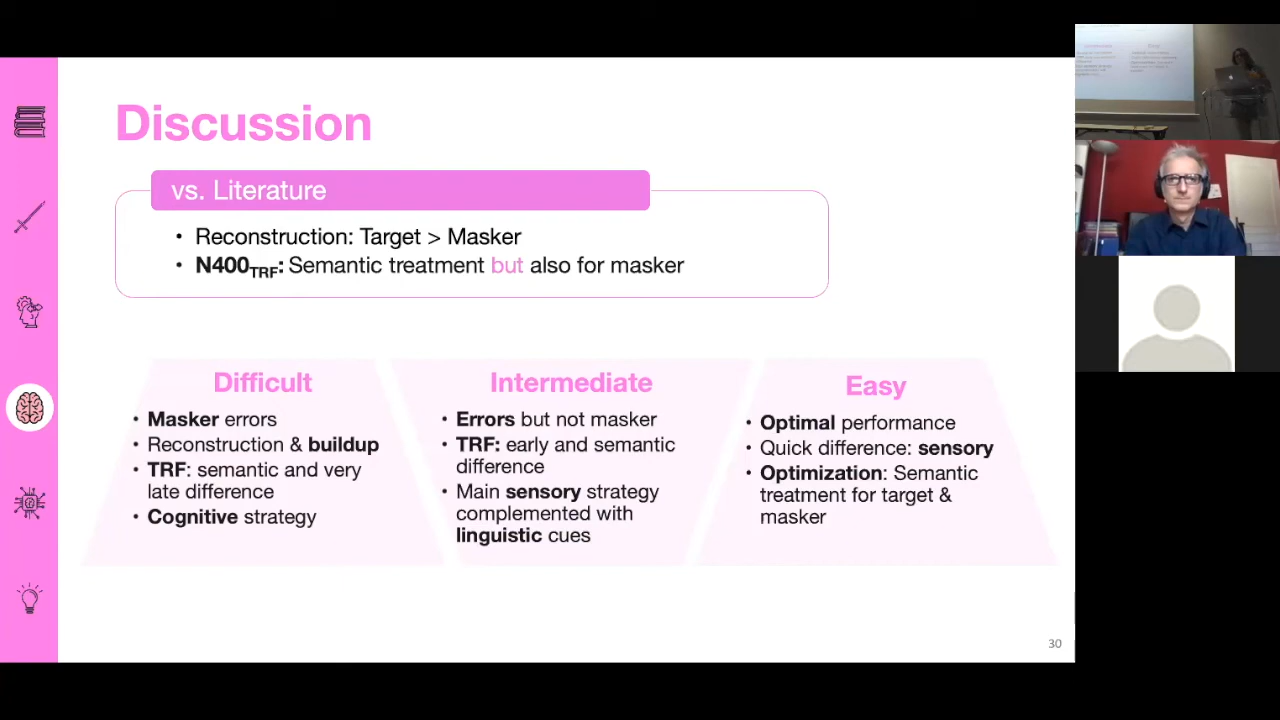 Discussion
vs. Literature
• Reconstruction: Target > Masker
• N400TRF: Semantic treatment but also for masker
Difficult
• Masker errors
• Reconstruction & buildup
• TRF: semantic and very
late difference
• Cognitive strategy
Intermediate
• Errors but not masker
• TRF: early and semantic
difference
• Main sensory strategy
complemented with
linguistic cues
Easy
• Optimal performance
• Quick difference: sensory
• Optimization: Semantic
treatment for target &
masker
30